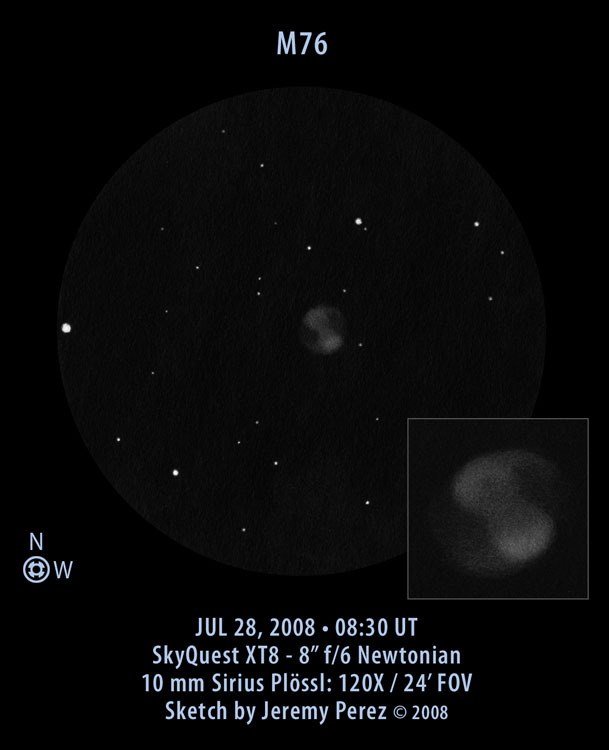 M76
N
W
JUL 28, 2008 • 08:30 UT
SkyQuest XT8 - 8” f/6 Newtonian
10 mm Sirius Plössl: 120X / 24’ FOV
Sketch by Jeremy Perez © 2008